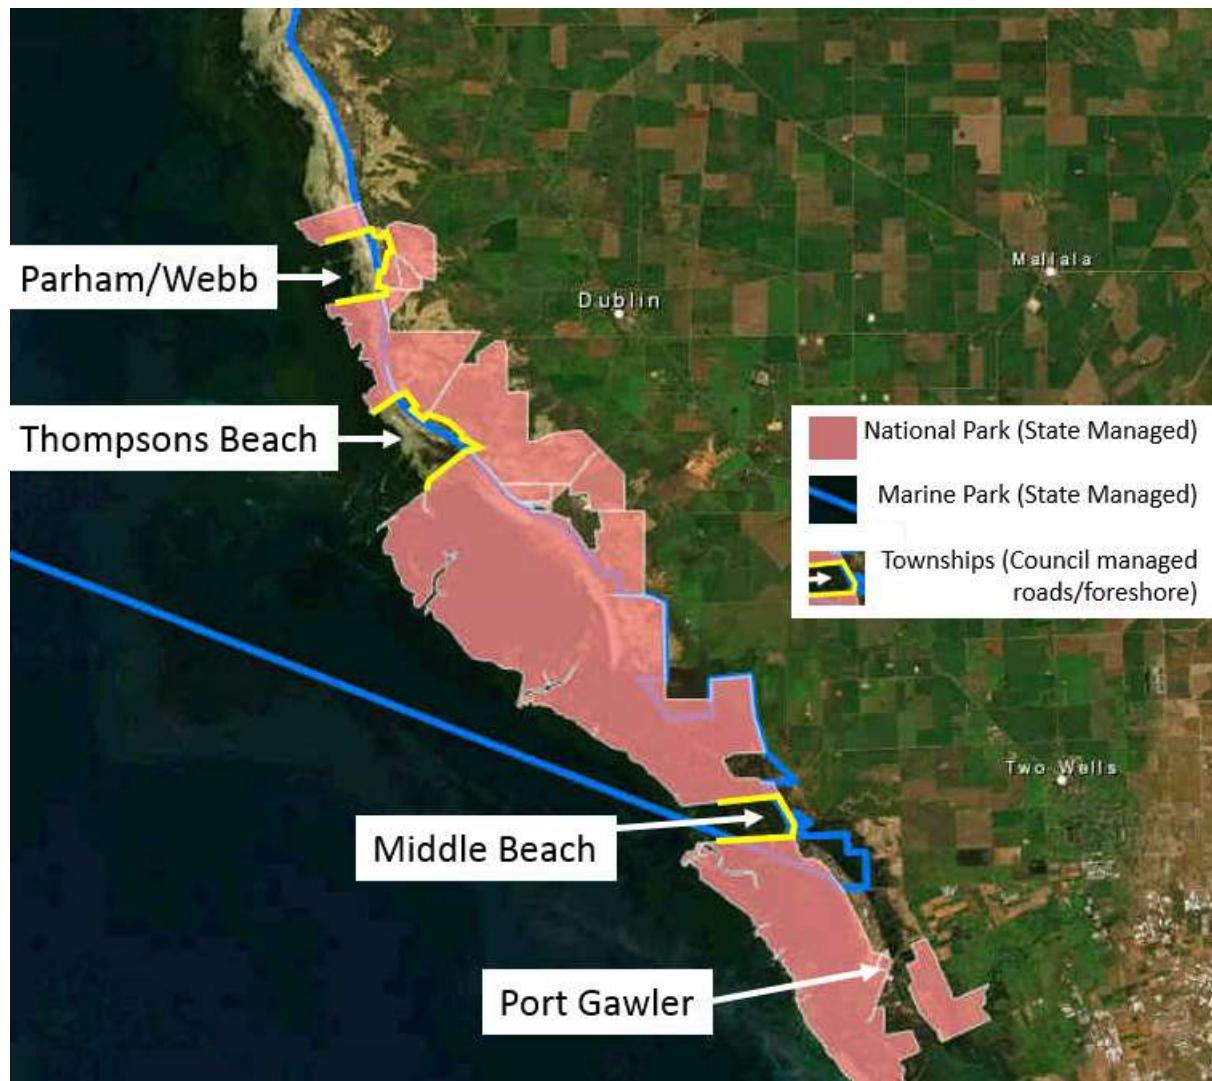 Parham/Webb
Mallala
Dublin
Thompsons Beach
National Park (State Managed)
Marine Park (State Managed)
Townships (Council managed
roads/foreshore)
Two Wells
Middle Beach
Port Gawler